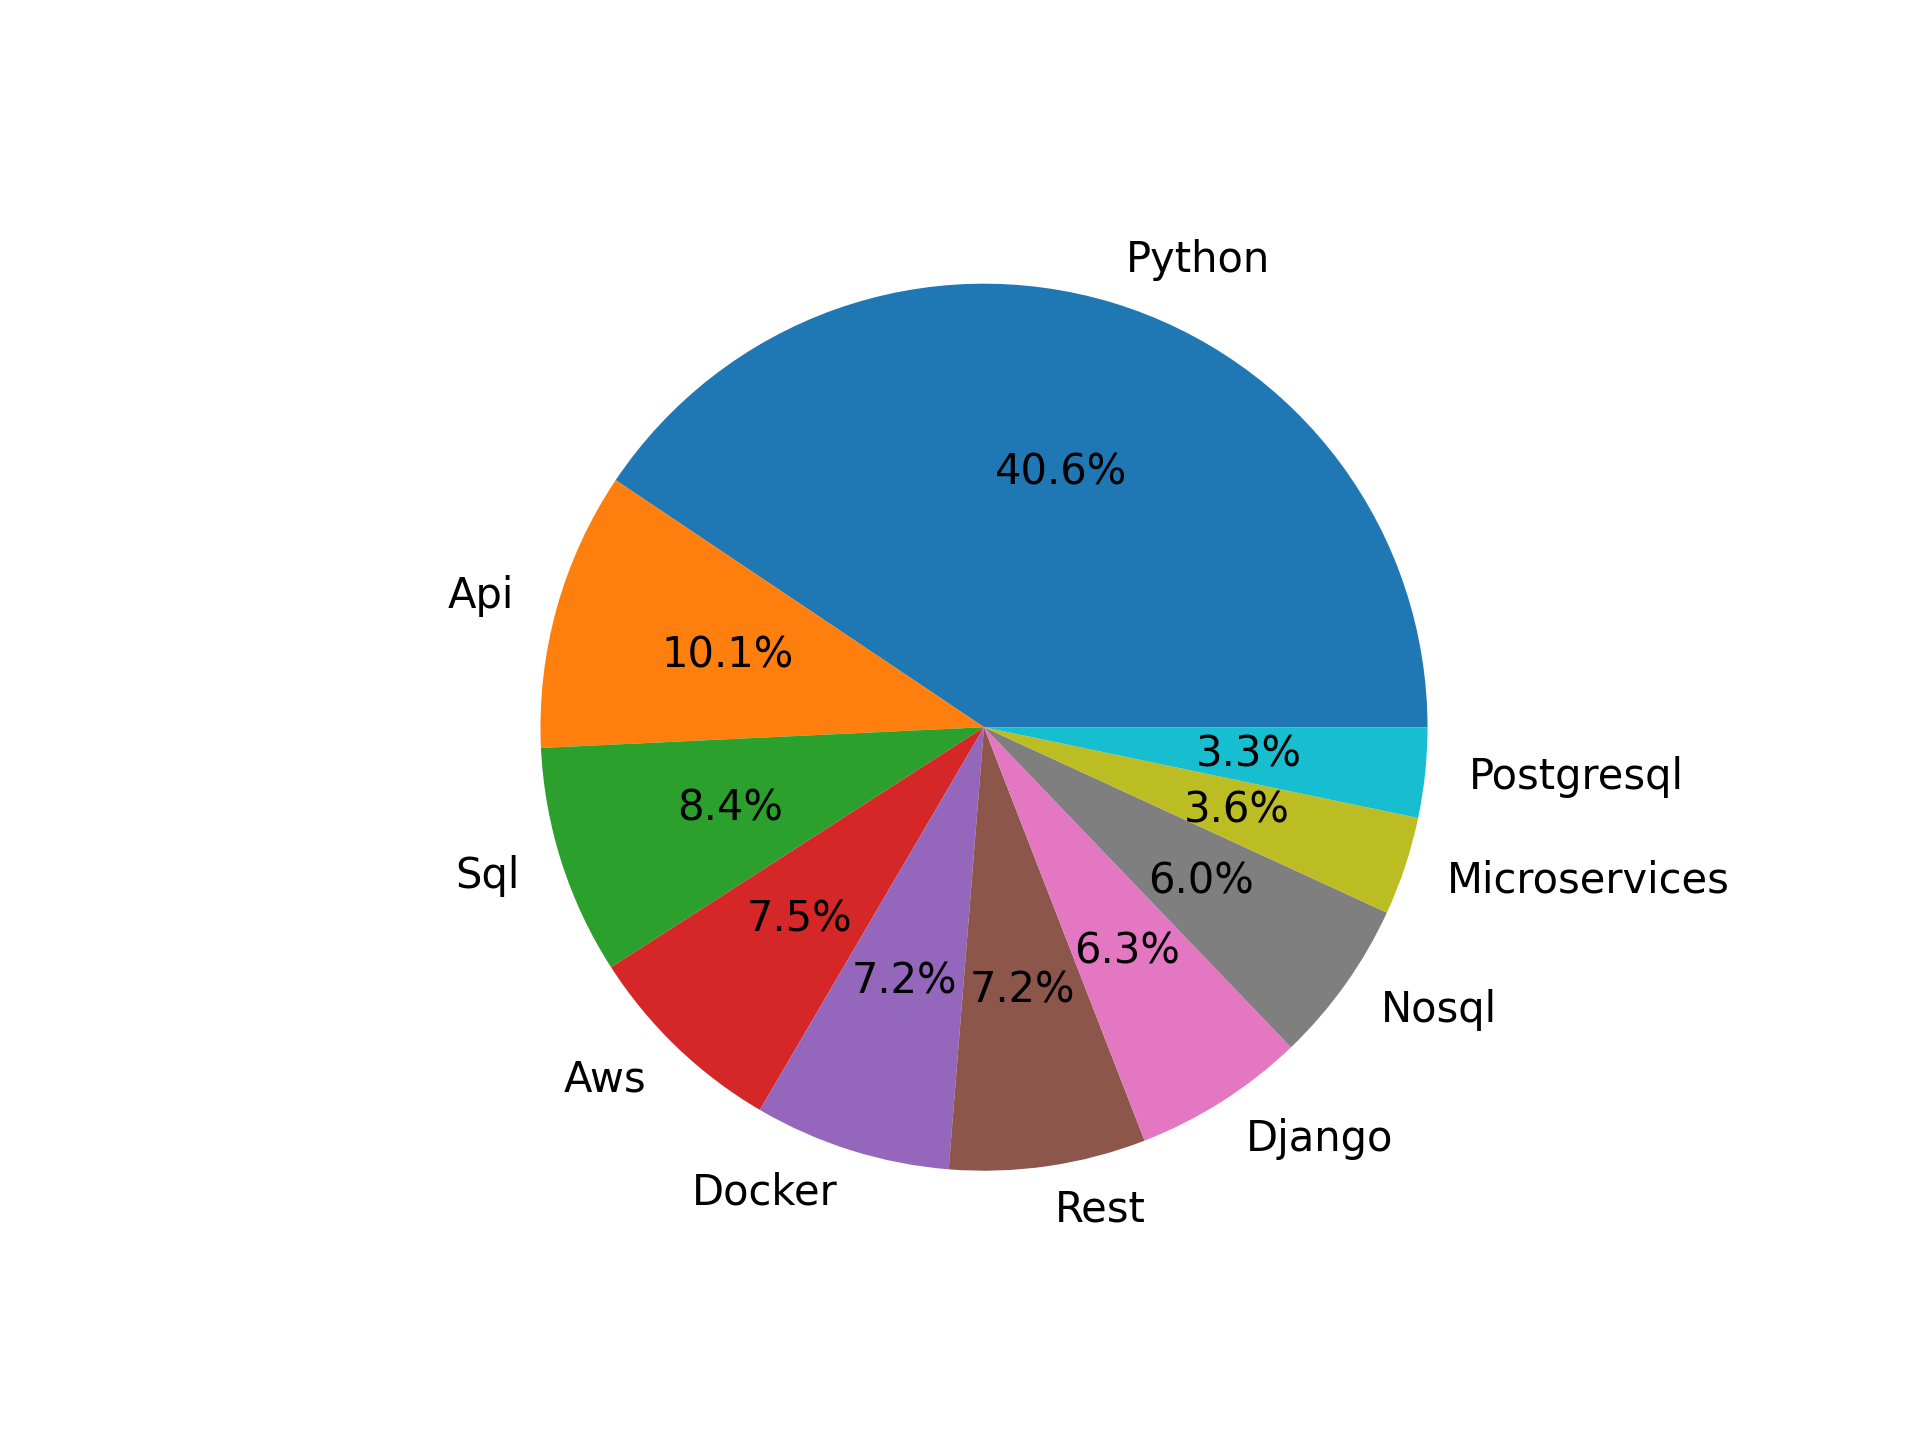 Python
40.6%
Api
10.1%
3.3%
Postgresql
8.4%
3.6%
Sql
Microservices
7.5%
6.0%
6.3%
7.2%
7.2%
Nosql
Aws
Django
Docker
Rest